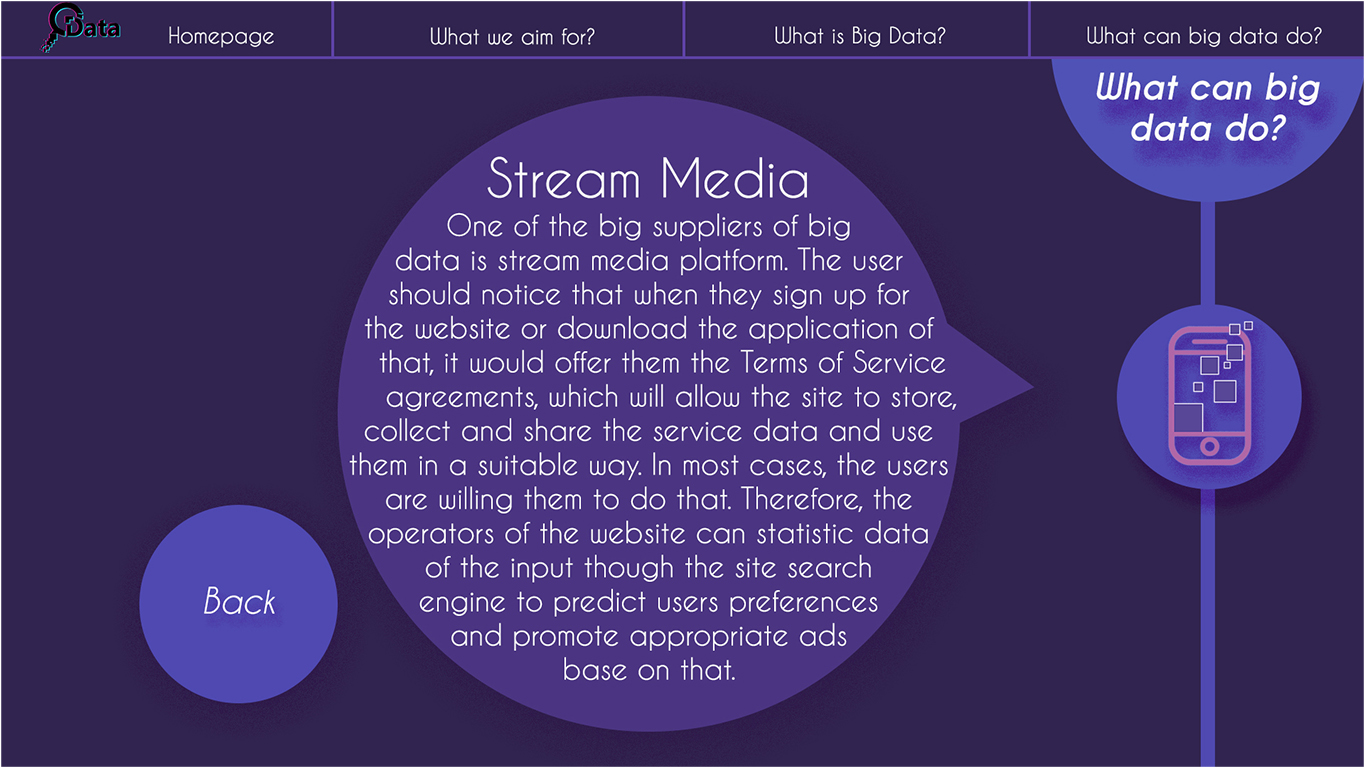 Data
Homepage
What we aim for?
What is Big Data?
What can big data do?
What can big
data do?
Stream Media
One of the big suppliers of big
data is stream media platform. The user
should notice that when they sign up for
the website or download the application of
that, it would offer them the Terms of Service
agreements, which will allow the site to store,
collect and share the service data and use
them in a suitable way. In most cases, the users
are willing them to do that. Therefore, the
operators of the website can statistic data
of the input though the site search
engine to predict users preferences
and promote appropriate ads
base on that.
Back